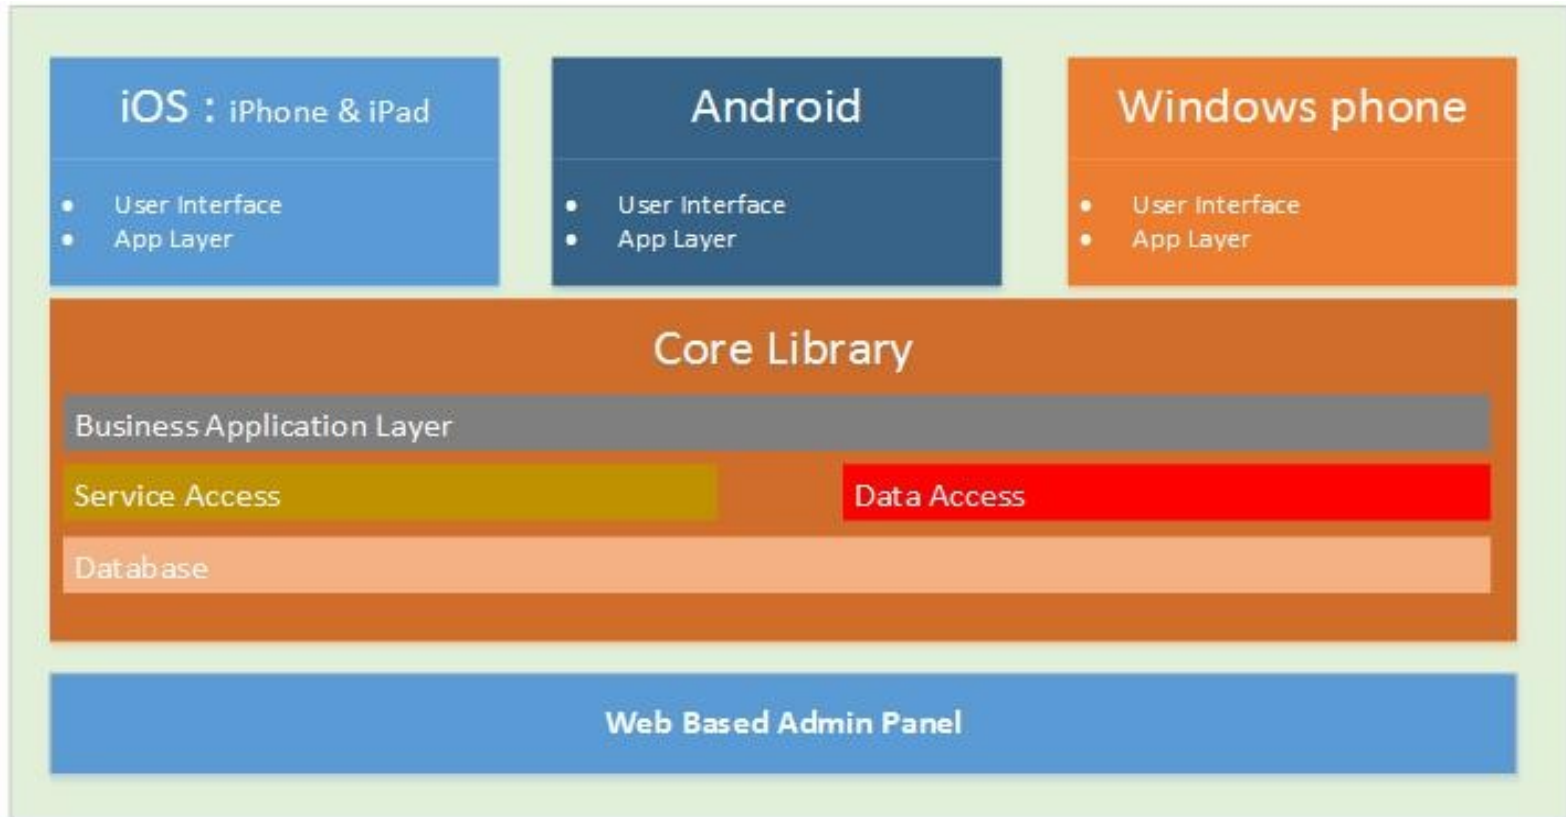 iOS : iPhone & iPad
• User Interface
• App Layer
Android
• User Interface
• App Layer
Windows phone
• User Interface
• App Layer
Core Library
Business Application Layer
Service Access
Data Access
Database
Web Based Admin Panel